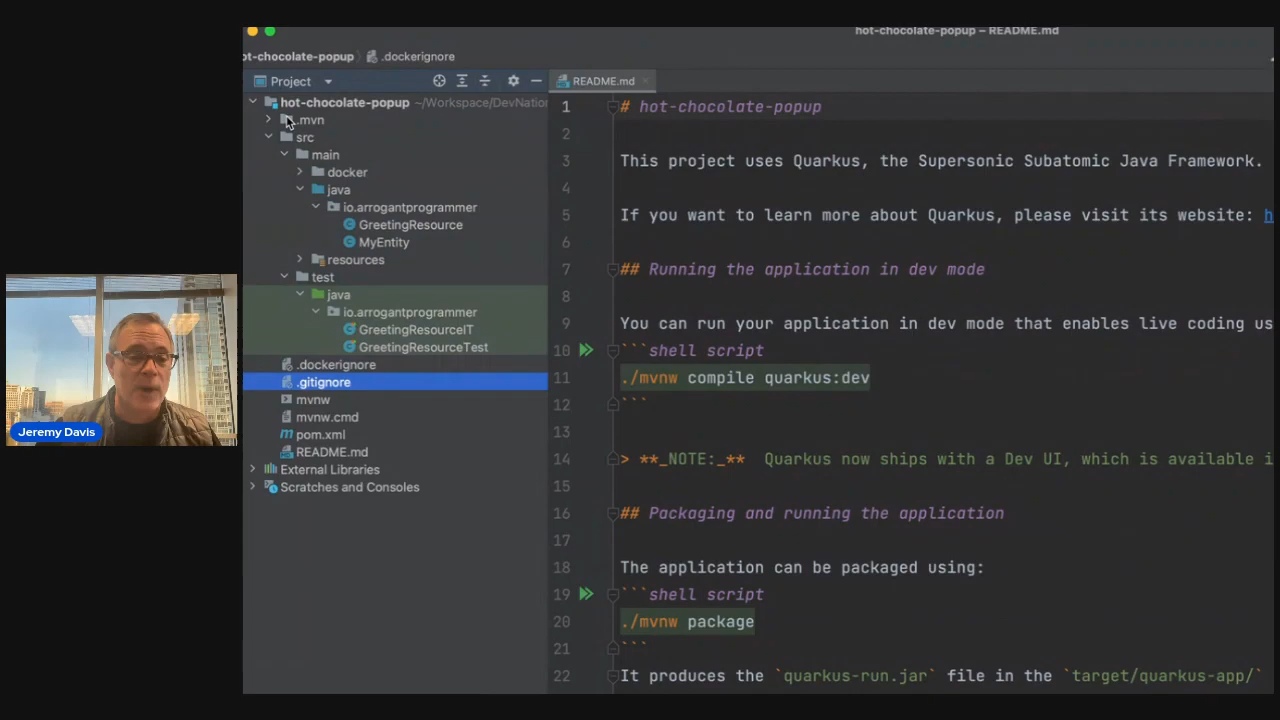 hot-chocolate-popup – README.md
ot-chocolate-popup
.dockerignore
Project
README.md
hot-chocolate-popup ~/Workspace/DevNation
.mvn
src
main
docker
java
io.arrogantprogrammer
GreetingResource
MyEntity
resources
test
java
io.arrogantprogrammer
GreetingResourceIT
GreetingResourceTest
.dockerignore
.gitignore
mvnw
mvnw.cmd
pom.xml
README.md
External Libraries
Scratches and Consoles
1 # hot-chocolate-popup
2
3 This project uses Quarkus, the Supersonic Subatomic Java Framework.
4
5 If you want to learn more about Quarkus, please visit its website: h
6
7 ## Running the application in dev mode
8
9 You can run your application in dev mode that enables live coding us
10 ```shell script
11 ./mvnw compile quarkus:dev
12 ```
13
14 > **_NOTE:_** Quarkus now ships with a Dev UI, which is available i
15
16 ## Packaging and running the application
17
18 The application can be packaged using:
19 ```shell script
20 ./mvnw package
21 ```
22 It produces the `quarkus-run.jar` file in the `target/quarkus-app/`
Jeremy Davis